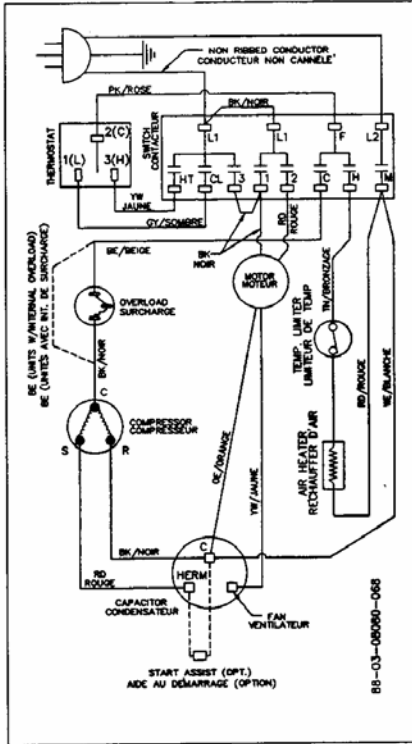 NON RIBBED CONDUCTOR
CONDUCTEUR NON CANNELÉ
PK/ROSE
BK/NOIR
THERMOSTAT
2(C)
1(L)
3(H)
YW
JAUNE
GY/SOMBRE
SWITCH
CONTACTEUR
L1
L1
F
L2
HT
CL
3
1
2
C
H
M
BE/BEIGE
BK
NOIR
RD
ROUGE
MOTOR
MOTEUR
BE (UNITS W/INTERNAL OVERLOAD)
BE (UNITÉS AVEC INT. DE SURCHARGE)
OVERLOAD
SURCHARGE
BK/NOIR
TN/BRONZAGE
TEMP. LIMITER
LIMITEUR DE TEMP
RD/ROUGE
WE/BLANCHE
C
COMPRESSOR
COMPRESSEUR
S
R
OE/ORANGE
YW/JAUNE
AIR HEATER
RECHAUFFER D'AIR
BK/NOIR
RD
ROUGE
C
HERM
CAPACITOR
CONDENSATEUR
FAN
VENTILATEUR
START ASSIST (OPT.)
AIDE AU DÉMARRAGE (OPTION)
88-03-08060-068